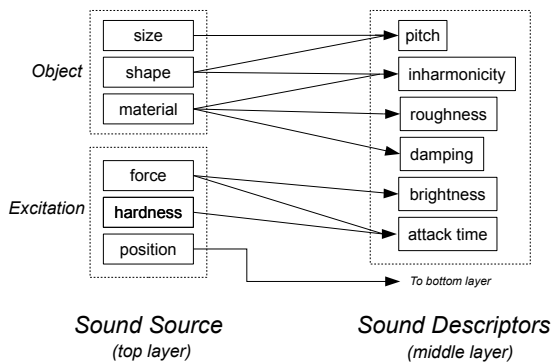 size
pitch
Object
shape
inharmonicity
material
roughness
damping
force
brightness
Excitation
hardness
attack time
position
To bottom layer
Sound Source
(top layer)
Sound Descriptors
(middle layer)